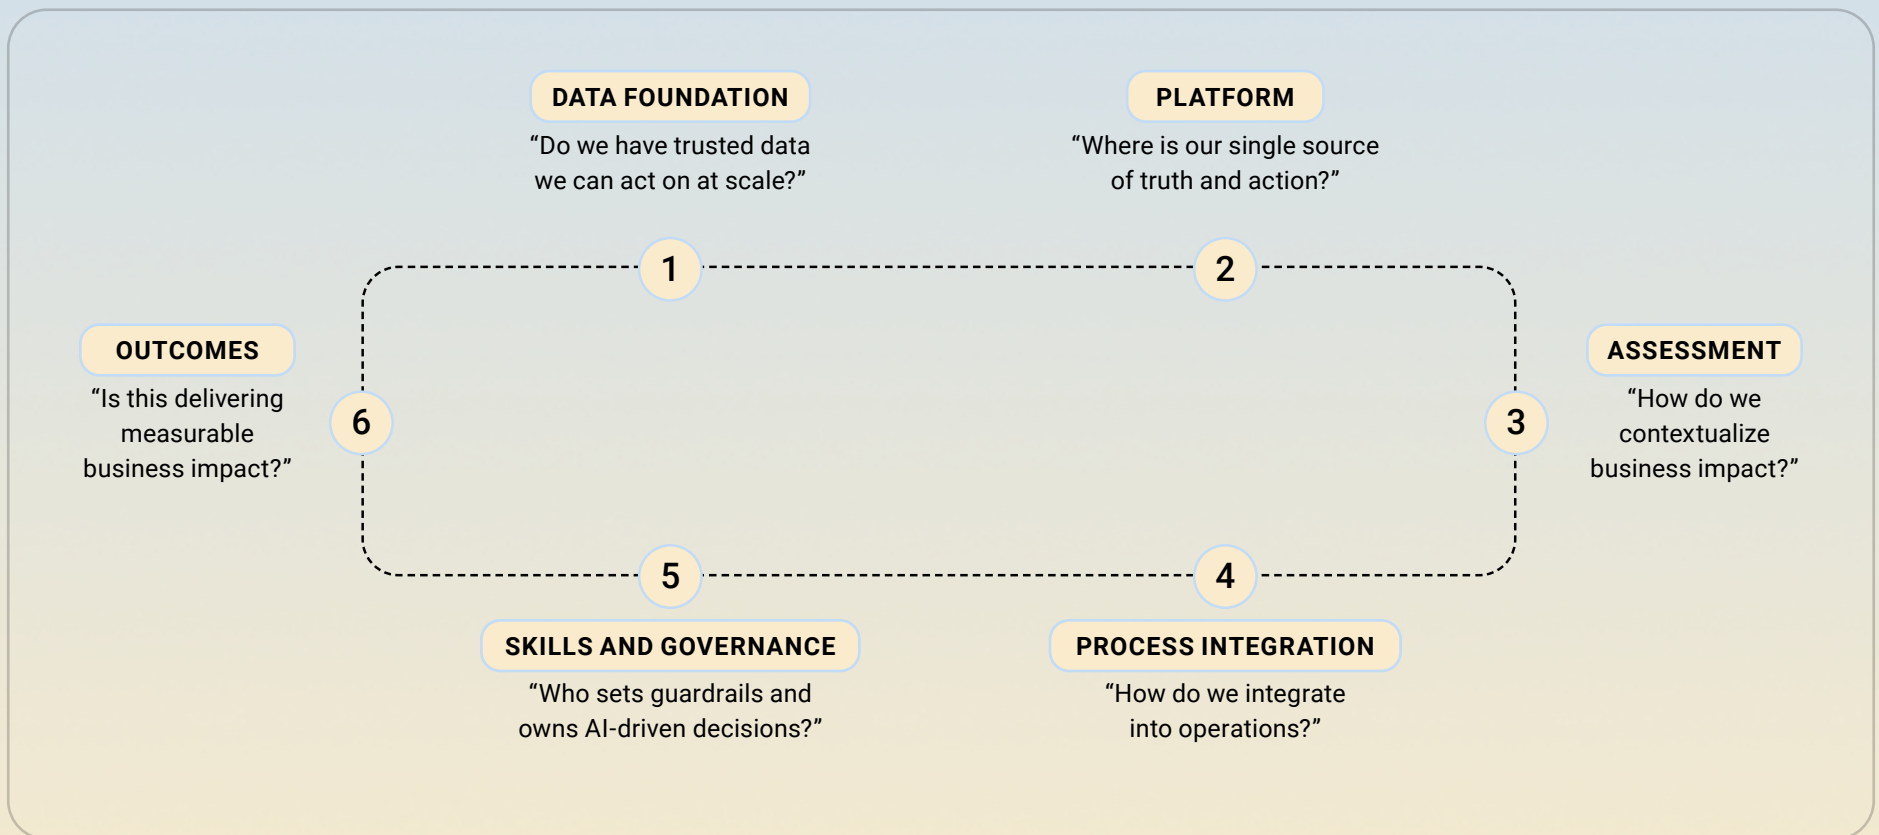 DATA FOUNDATION
“Do we have trusted data
we can act on at scale?”
1
PLATFORM
“Where is our single source
of truth and action?”
2
ASSESSMENT
“How do we
contextualize
business impact?”
3
4
PROCESS INTEGRATION
“How do we integrate
into operations?”
5
SKILLS AND GOVERNANCE
“Who sets guardrails and
owns AI-driven decisions?”
OUTCOMES
“Is this delivering
measurable
business impact?”
6